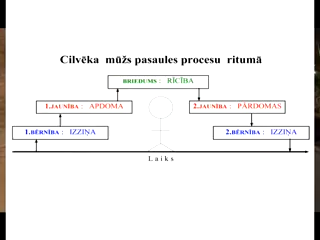 Cilvēka mūžs pasaules procesu ritumā
BRIEDUMS : RĪCĪBA
1.JAUNĪBA : APDOMA 2.JAUNĪBA : PĀRDOMAS
1.BĒRNĪBA : IZZIŅA 2.BĒRNĪBA : IZZIŅA
Laiks